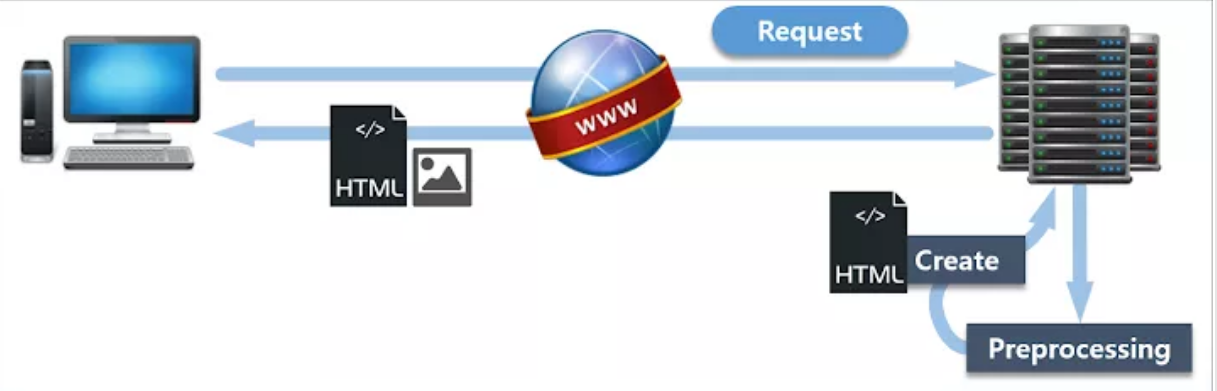 Request
WWW
</>
HTML
</>
HTML
Create
Preprocessing